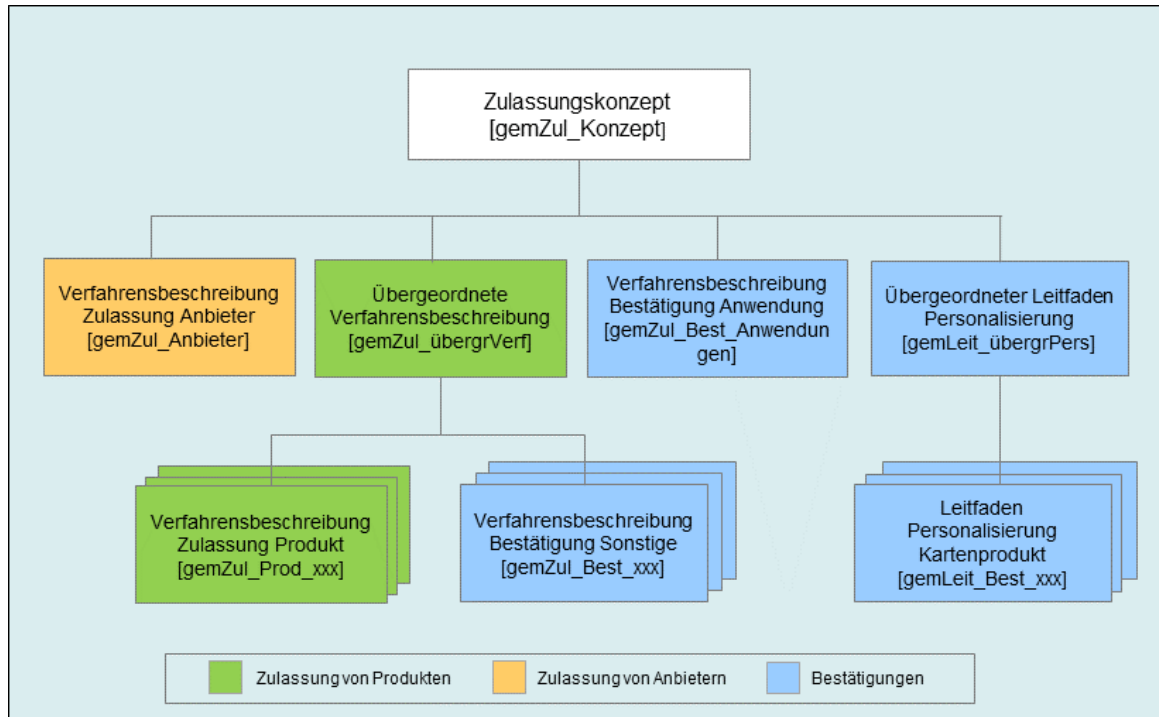 Zulassungskonzept
[gemZul_Konzept]
Verfahrensbeschreibung
Zulassung Anbieter
[gemZul_Anbieter]
Übergeordnete
Verfahrensbeschreibung
[gemZul_übergrVerf]
Verfahrensbeschreibung
Bestätigung Anwendung
[gemZul_Best_Anwendun
gen]
Übergeordneter Leitfaden
Personalisierung
[gemLeit_übergrPers]
Verfahrensbeschreibung
Zulassung Produkt
[gemZul_Prod_xxx]
Verfahrensbeschreibung
Bestätigung Sonstige
[gemZul_Best_xxx]
Leitfaden
Personalisierung
Kartenprodukt
[gemLeit_Best_xxx]
Zulassung von Produkten
Zulassung von Anbietern
Bestätigungen